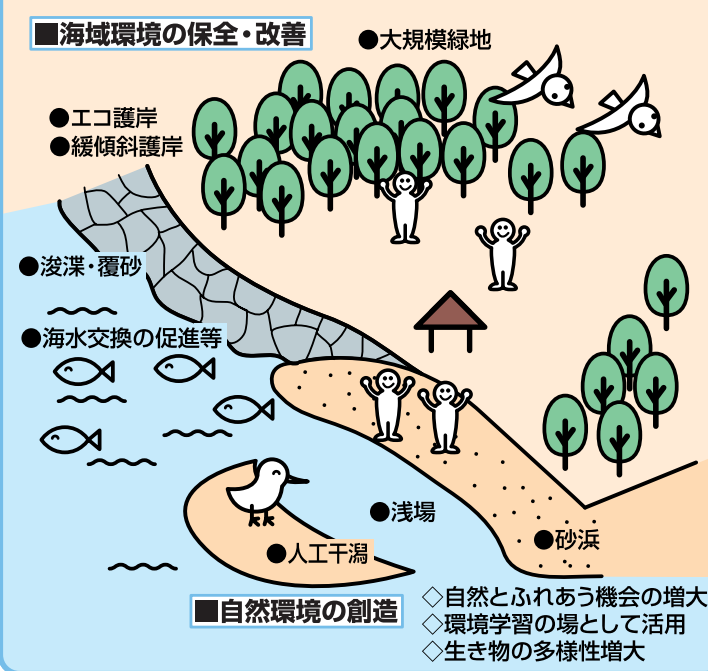 ■海域環境の保全・改善
●大規模緑地
●エコ護岸
●緩傾斜護岸
●浚渫・覆砂
●海水交換の促進等
●浅場
●砂浜
●人工干潟
■自然環境の創造
◇自然とふれあう機会の増大
◇環境学習の場として活用
◇生き物の多様性増大